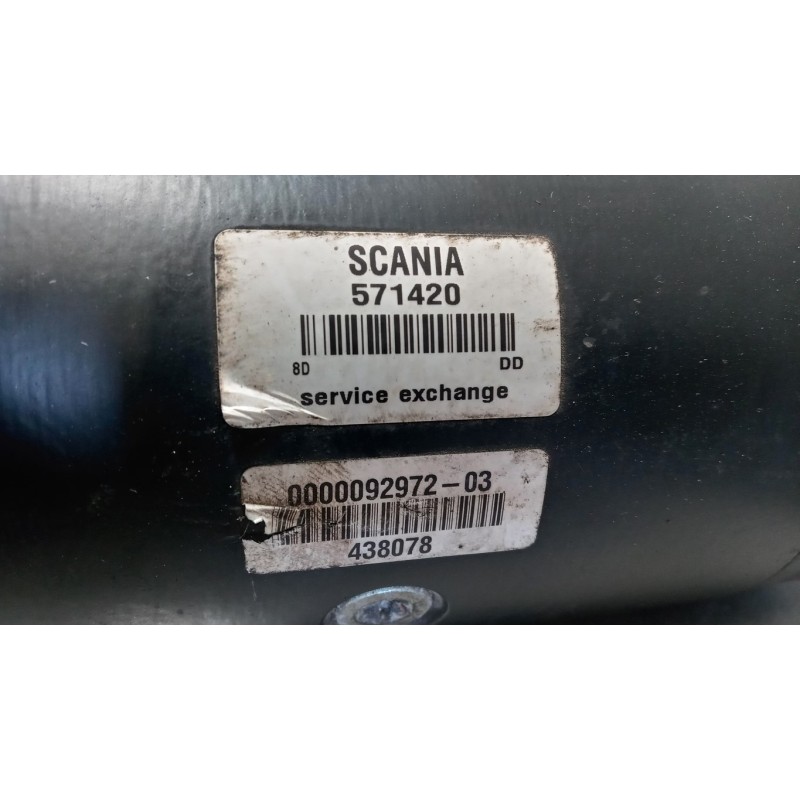 SCANIA
571420
8D DD
service exchange
0000092972-03
438078